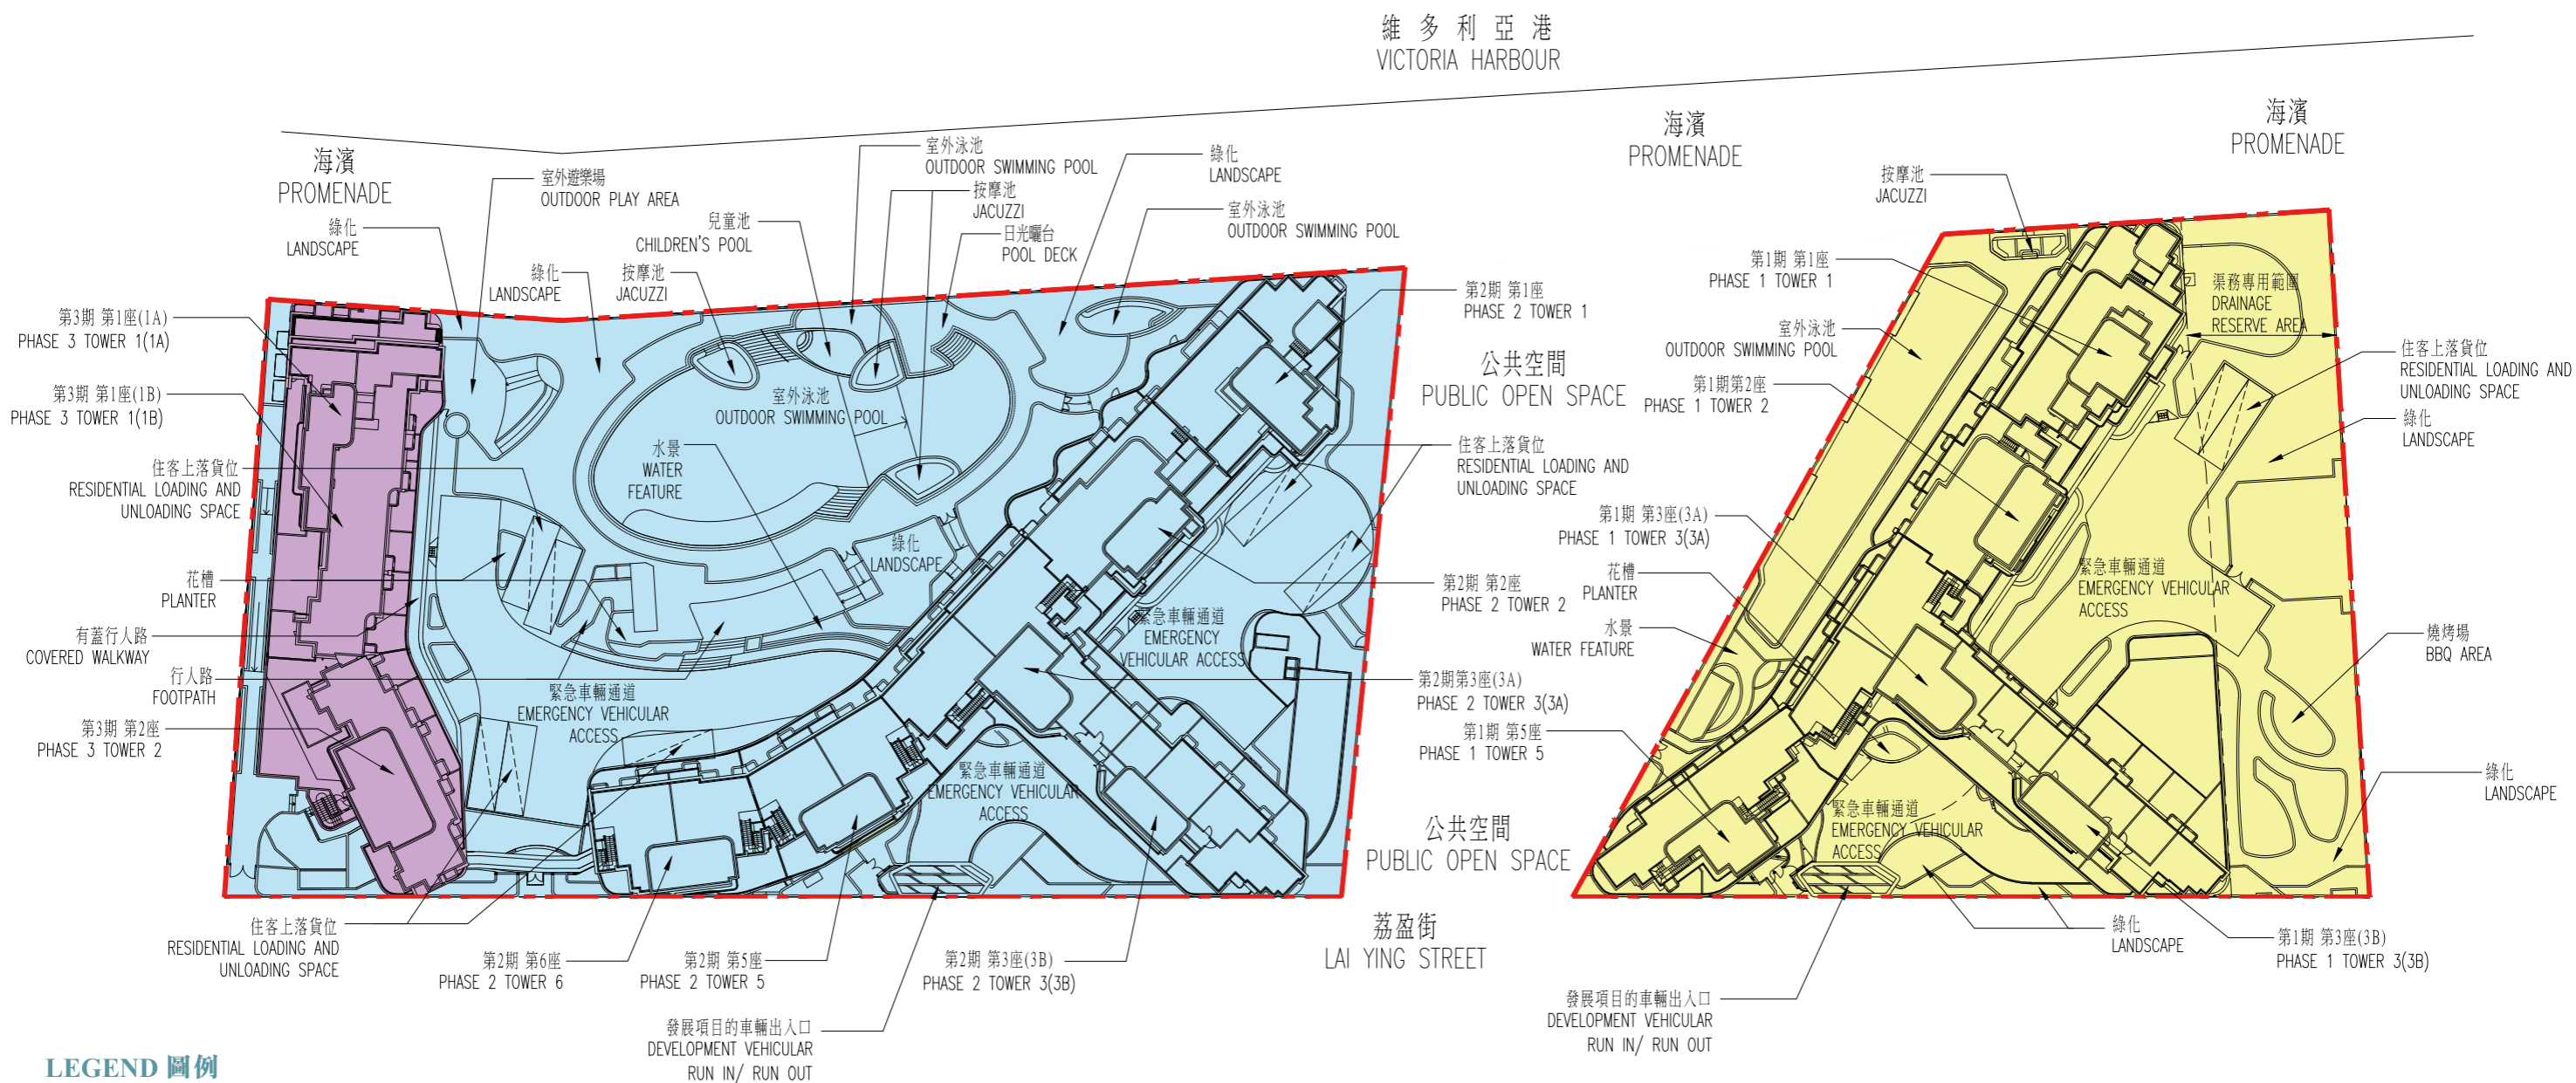 維多利亞港
VICTORIA HARBOUR
海濱
PROMENADE
海濱
PROMENADE
海濱
PROMENADE
室外遊樂場
OUTDOOR PLAY AREA
綠化
LANDSCAPE
綠化
LANDSCAPE
兒童池
CHILDREN'S POOL
按摩池
JACUZZI
室外泳池
OUTDOOR SWIMMING POOL
按摩池
JACUZZI
日光曬台
POOL DECK
綠化
LANDSCAPE
室外泳池
OUTDOOR SWIMMING POOL
第3期 第1座(1A)
PHASE 3 TOWER 1(1A)
第3期 第1座(1B)
PHASE 3 TOWER 1(1B)
住客上落貨位
RESIDENTIAL LOADING AND
UNLOADING SPACE
花槽
PLANTER
有蓋行人路
COVERED WALKWAY
行人路
FOOTPATH
第3期 第2座
PHASE 3 TOWER 2
室外泳池
OUTDOOR SWIMMING POOL
水景
WATER
FEATURE
綠化
LANDSCAPE
緊急車輛通道
EMERGENCY VEHICULAR
ACCESS
緊急車輛通道
EMERGENCY
VEHICULAR ACCESS
緊急車輛通道
EMERGENCY VEHICULAR
ACCESS
第2期 第1座
PHASE 2 TOWER 1
公共空間
PUBLIC OPEN SPACE
住客上落貨位
RESIDENTIAL LOADING AND
UNLOADING SPACE
第2期 第2座
PHASE 2 TOWER 2
第2期第3座(3A)
PHASE 2 TOWER 3(3A)
第1期 第5座
PHASE 1 TOWER 5
公共空間
PUBLIC OPEN SPACE
荔盈街
LAI YING STREET
住客上落貨位
RESIDENTIAL LOADING AND
UNLOADING SPACE
第2期 第6座
PHASE 2 TOWER 6
第2期 第5座
PHASE 2 TOWER 5
第2期 第3座(3B)
PHASE 2 TOWER 3(3B)
發展項目的車輛出入口
DEVELOPMENT VEHICULAR
RUN IN/ RUN OUT
按摩池
JACUZZI
第1期 第1座
PHASE 1 TOWER 1
室外泳池
OUTDOOR SWIMMING POOL
第1期第2座
PHASE 1 TOWER 2
第1期 第3座(3A)
PHASE 1 TOWER 3(3A)
花槽
PLANTER
水景
WATER FEATURE
渠務專用範圍
DRAINAGE
RESERVE AREA
住客上落貨位
RESIDENTIAL LOADING AND
UNLOADING SPACE
綠化
LANDSCAPE
緊急車輛通道
EMERGENCY VEHICULAR
ACCESS
燒烤場
BBQ AREA
緊急車輛通道
EMERGENCY VEHICULAR
ACCESS
綠化
LANDSCAPE
綠化
LANDSCAPE
第1期 第3座(3B)
PHASE 1 TOWER 3(3B)
發展項目的車輛出入口
DEVELOPMENT VEHICULAR
RUN IN/ RUN OUT
LEGEND 圖例